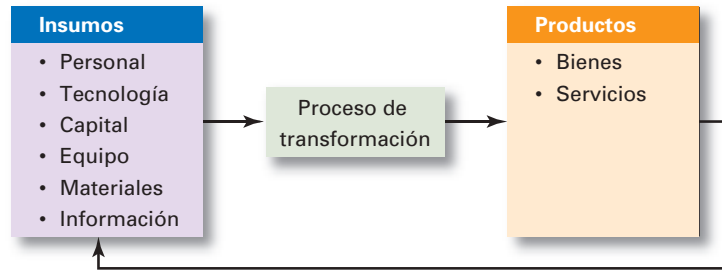 Insumos
• Personal
• Tecnología
• Capital
• Equipo
• Materiales
• Información
Proceso de
transformación
Productos
• Bienes
• Servicios